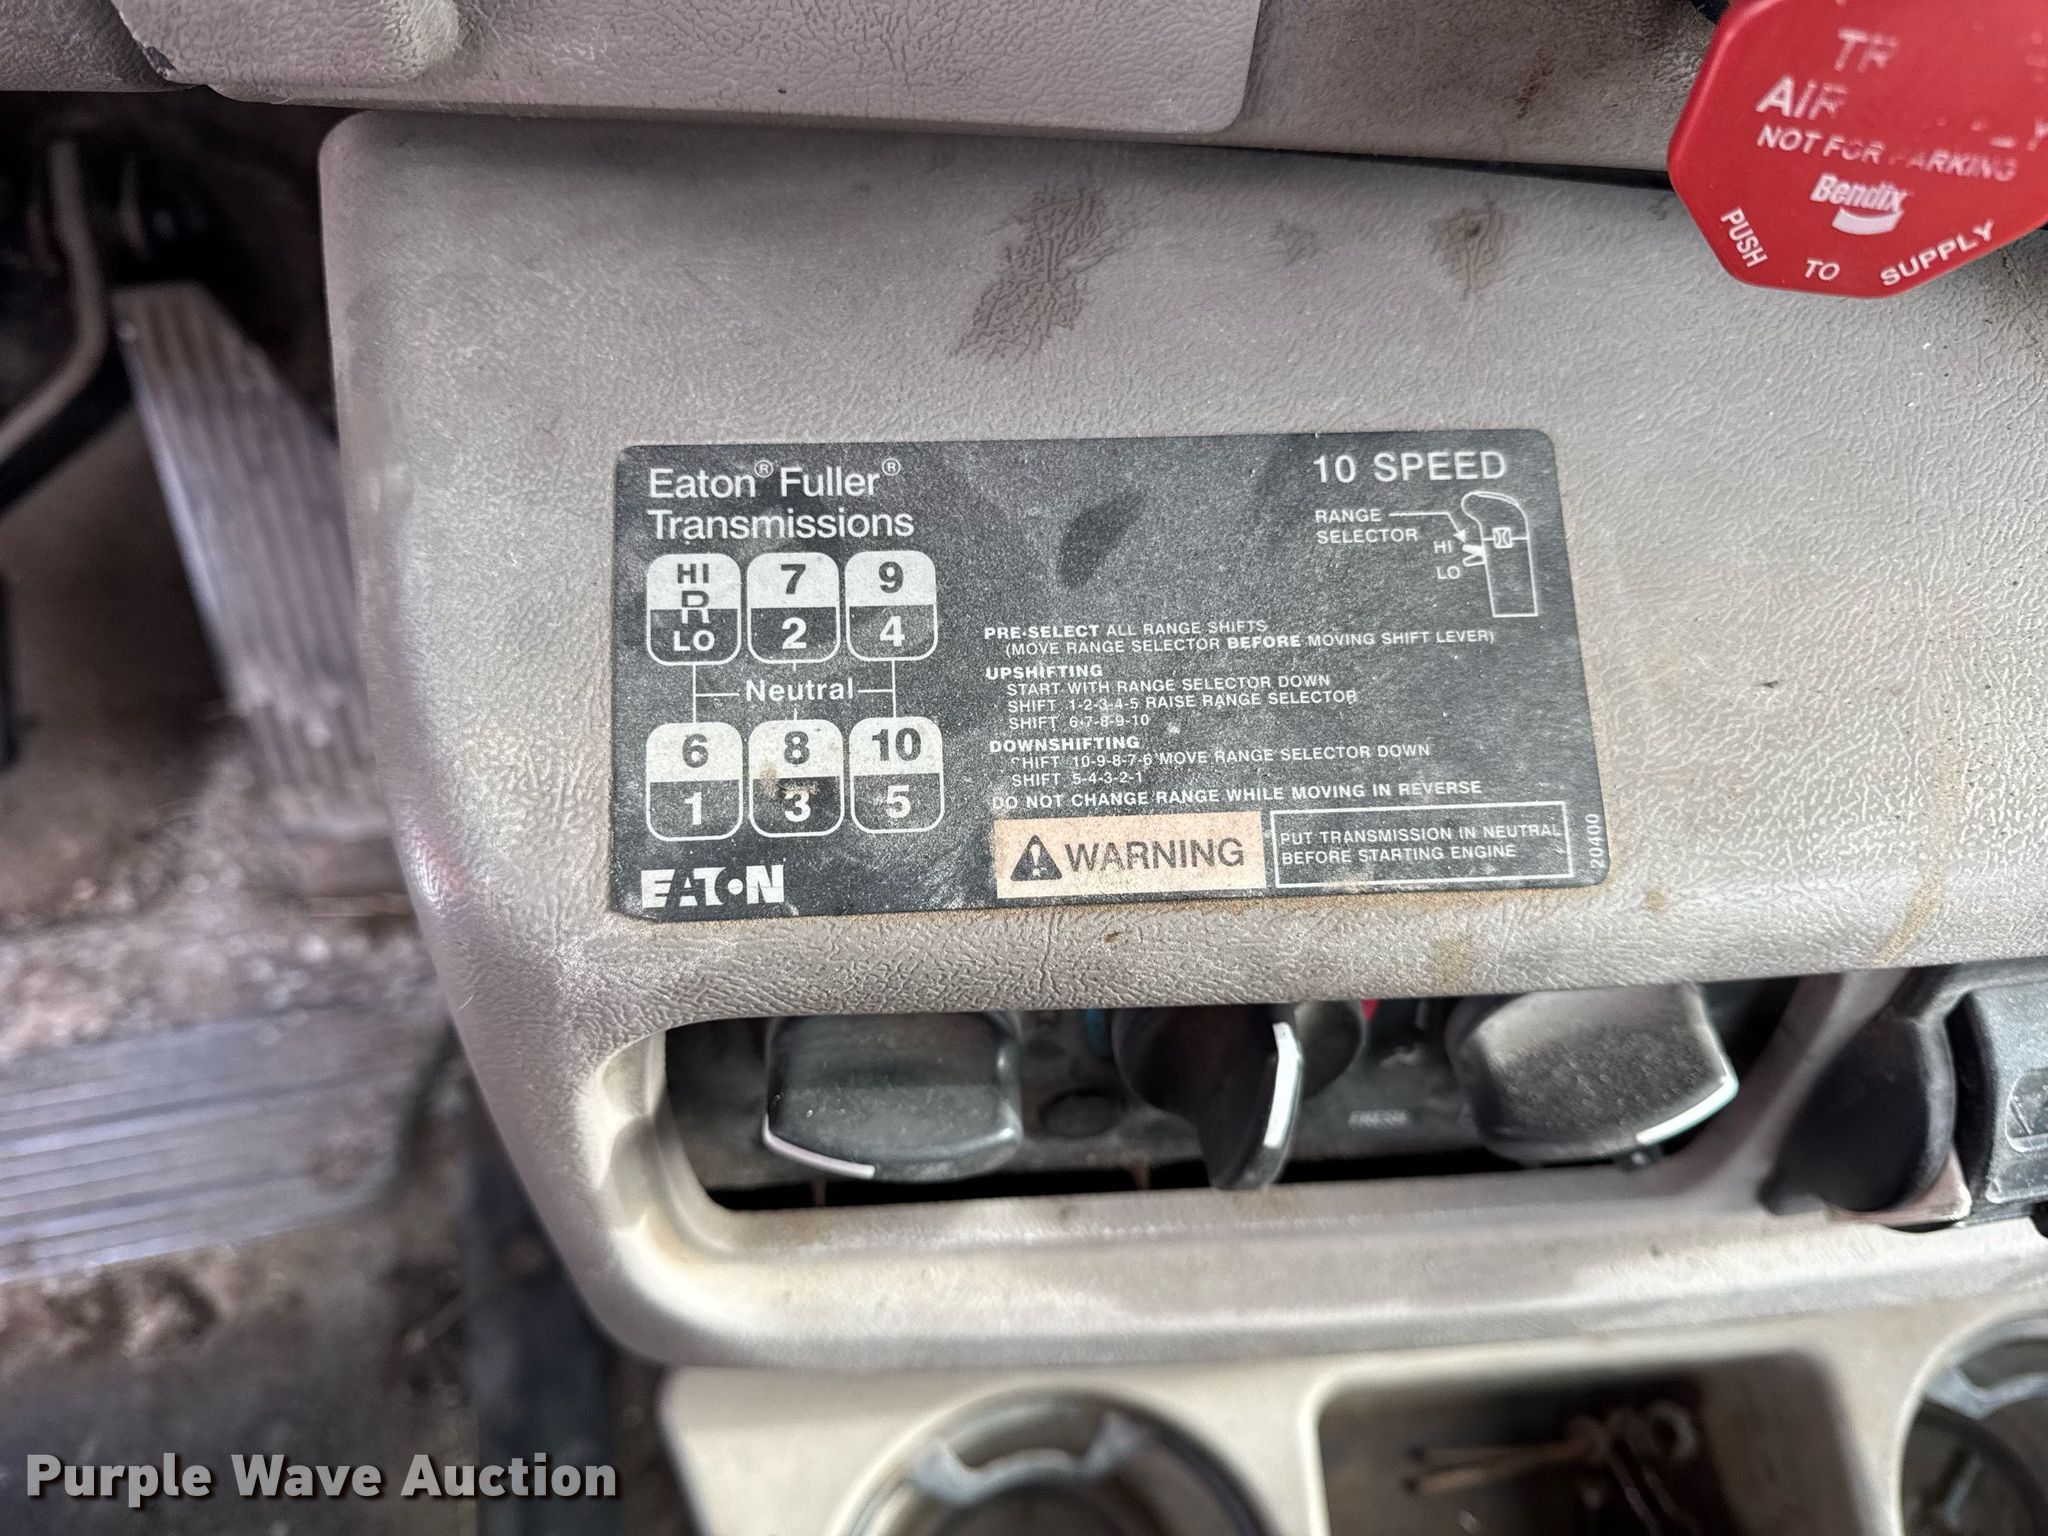 TR
AIR
NOT FOR PARKING
Bendix
PUSH TO SUPPLY
Eaton® Fuller®
Transmissions
10 SPEED
RANGE
SELECTOR
HI
LO
HI 7 9
R
LO 2 4
Neutral
6 8 10
1 3 5
EATON
PRE-SELECT ALL RANGE SHIFTS
(MOVE RANGE SELECTOR BEFORE MOVING SHIFT LEVER)
UPSHIFTING
START WITH RANGE SELECTOR DOWN
SHIFT 1-2-3-4-5 RAISE RANGE SELECTOR
SHIFT 6-7-8-9-10
DOWNSHIFTING
SHIFT 10-9-8-7-6 MOVE RANGE SELECTOR DOWN
SHIFT 5-4-3-2-1
DO NOT CHANGE RANGE WHILE MOVING IN REVERSE
WARNING
PUT TRANSMISSION IN NEUTRAL
BEFORE STARTING ENGINE
20400
Purple Wave Auction